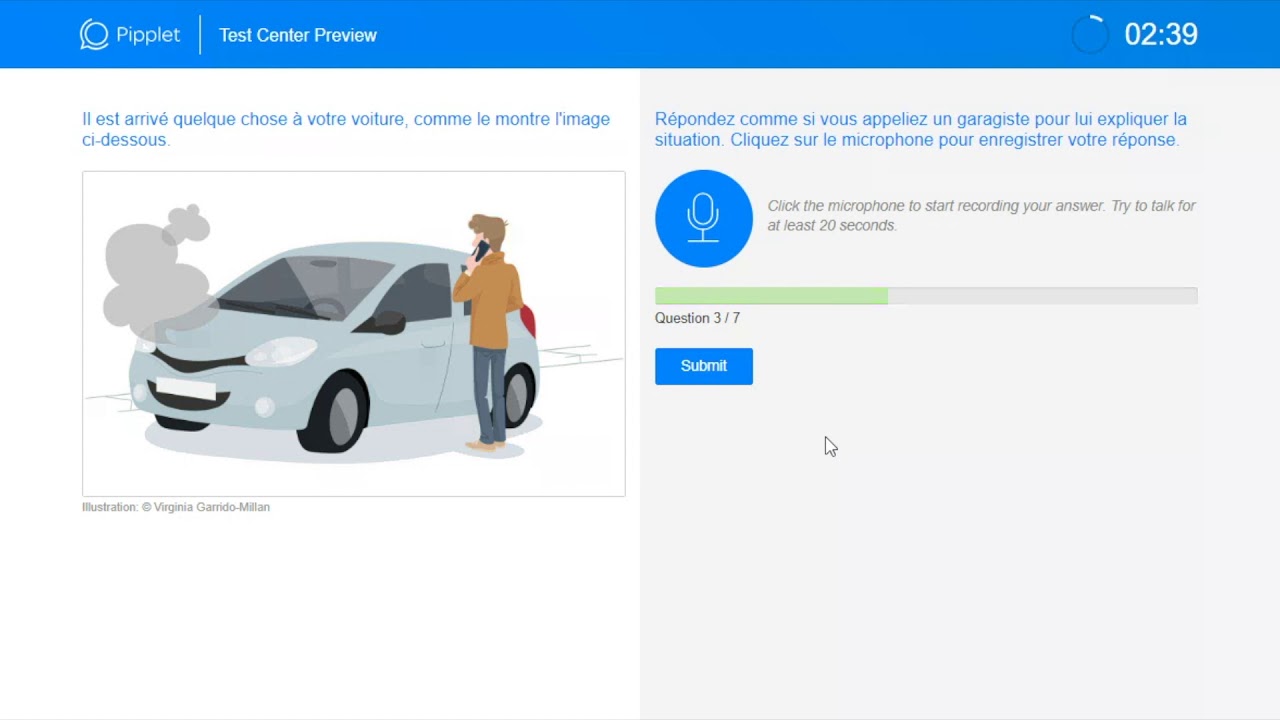 Pipplet
Test Center Preview
02:39
Il est arrivé quelque chose à votre voiture, comme le montre l'image
ci-dessous.
Illustration: © Virginia Garrido-Millan
Répondez comme si vous appeliez un garagiste pour lui expliquer la
situation. Cliquez sur le microphone pour enregistrer votre réponse.
Click the microphone to start recording your answer. Try to talk for
at least 20 seconds.
Question 3 / 7
Submit